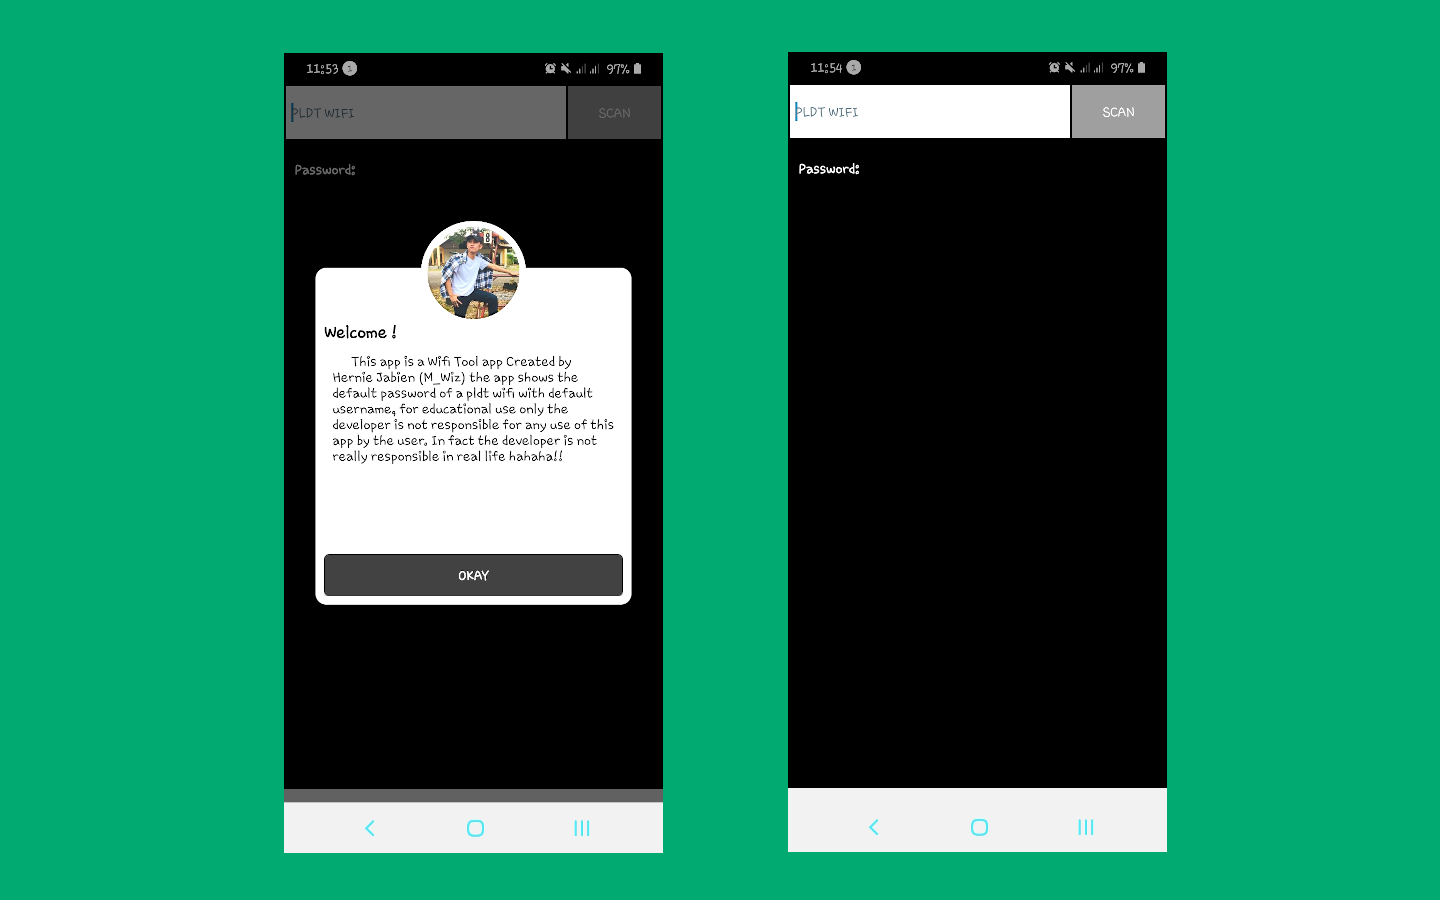 11:53 1 97%
PLDT WIFI SCAN
Password:
Welcome !
This app is a Wifi Tool app Created by
Hernie Jabien (M_Wiz) the app shows the
default password of a pldt wifi with default
username, for educational use only the
developer is not responsible for any use of this
app by the user. In fact the developer is not
really responsible in real life hahaha!!
OKAY
11:54 1 97%
PLDT WIFI SCAN
Password: